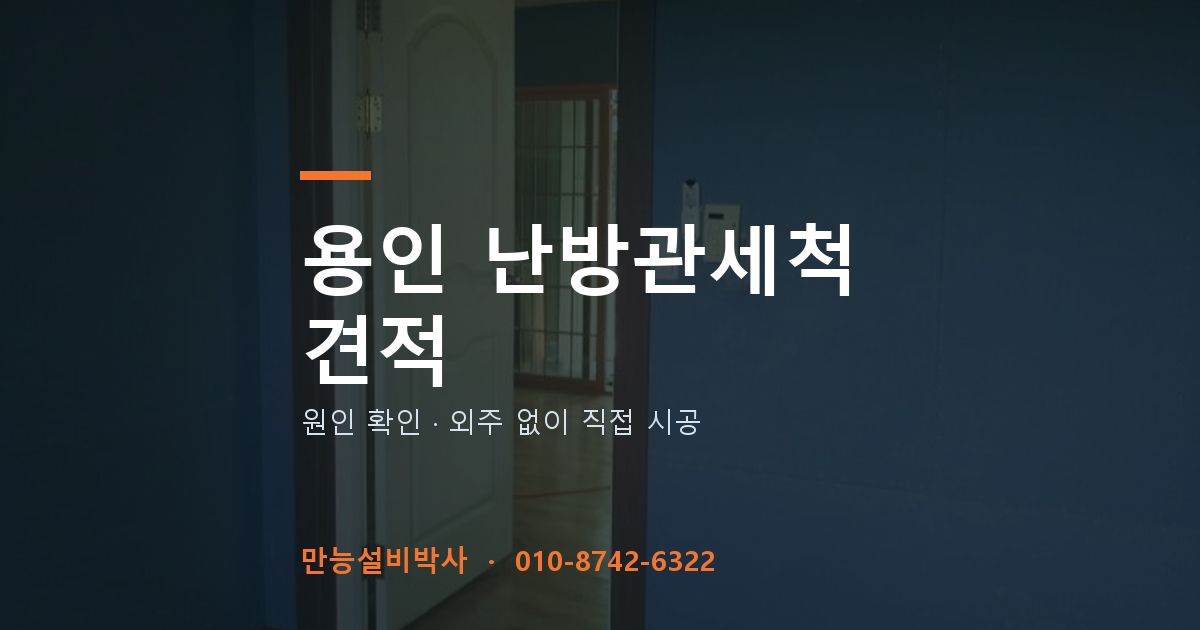 용인 난방관세척
견적
원인 확인 · 외주 없이 직접 시공
만능설비박사 · 010-8742-6322